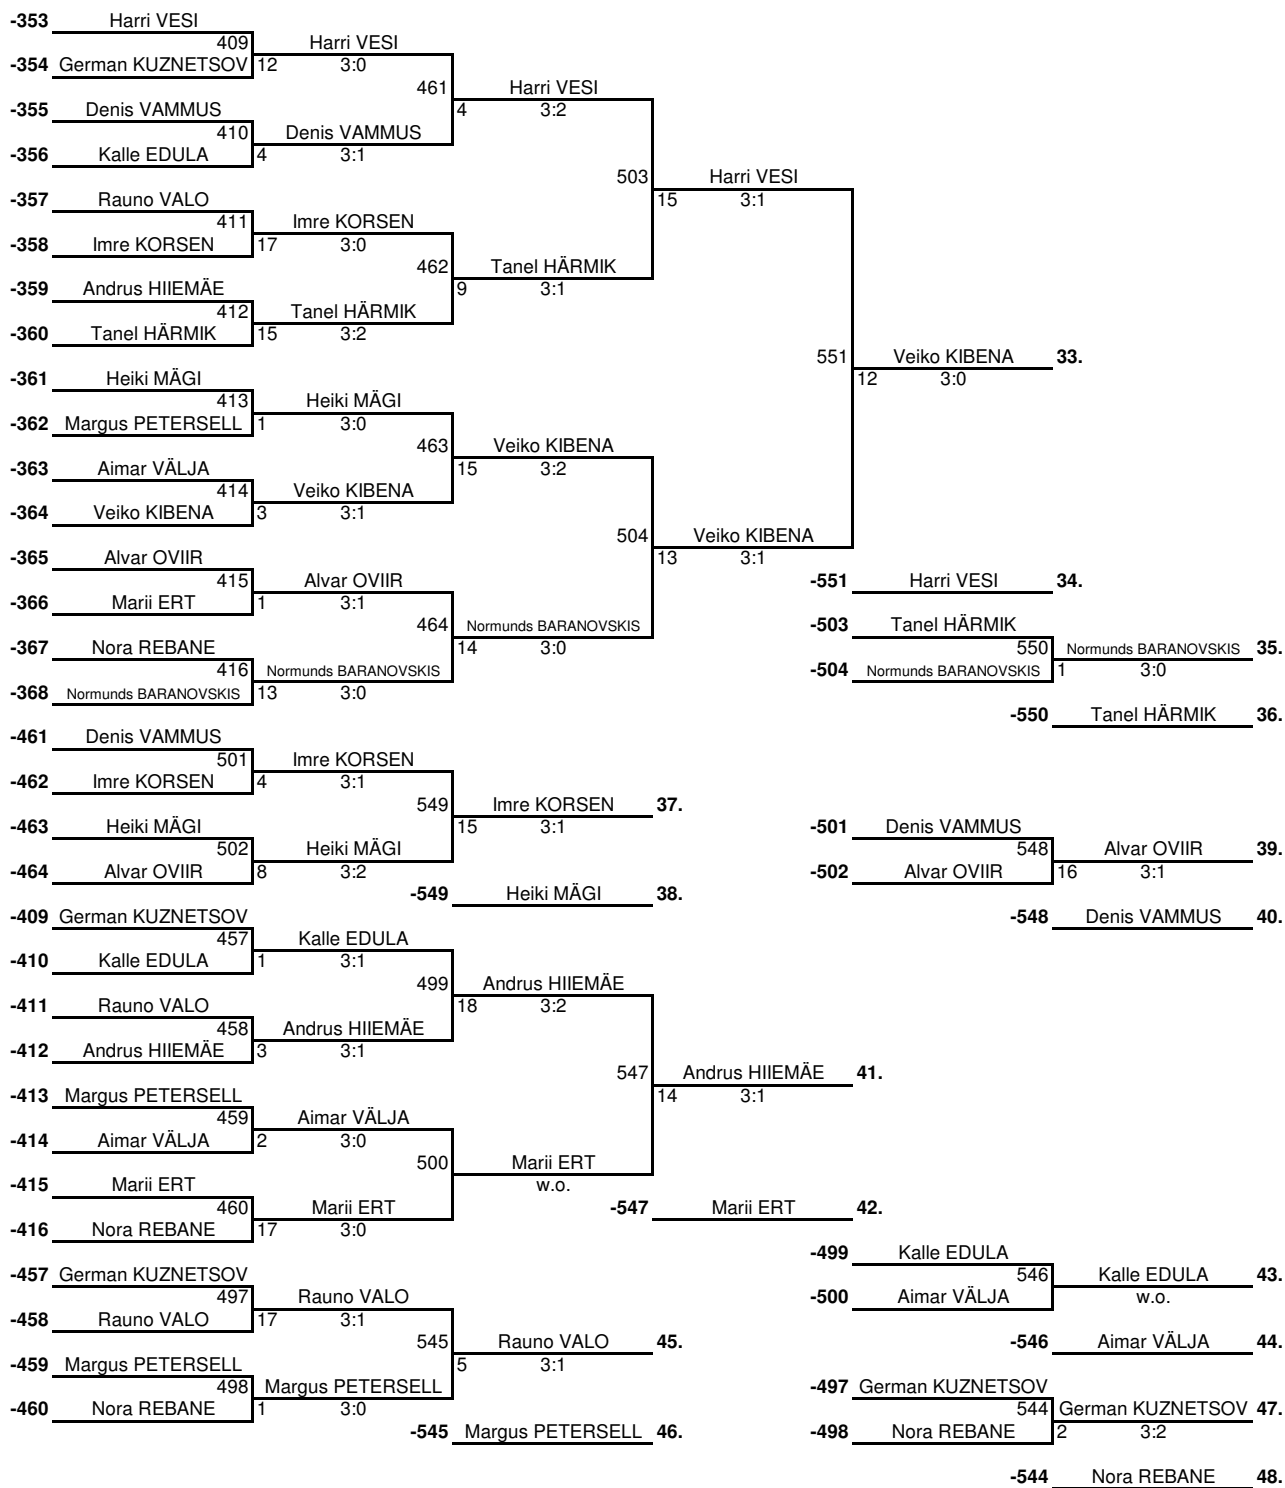 -353 Harri VESI
409 Harri VESI
-354 German KUZNETSOV 12 3:0
461 Harri VESI
-355 Denis VAMMUS 4 3:2
410 Denis VAMMUS
-356 Kalle EDULA 4 3:1
503 Harri VESI
-357 Rauno VALO 15 3:1
411 Imre KORSEN
-358 Imre KORSEN 17 3:0
462 Tanel HÄRMIK
-359 Andrus HIIEMÄE 9 3:1
412 Tanel HÄRMIK
-360 Tanel HÄRMIK 15 3:2
551 Veiko KIBENA 33.
-361 Heiki MÄGI 12 3:0
413 Heiki MÄGI
-362 Margus PETERSELL 1 3:0
463 Veiko KIBENA
-363 Aimar VÄLJA 15 3:2
414 Veiko KIBENA
-364 Veiko KIBENA 3 3:1
504 Veiko KIBENA
-365 Alvar OVIIR 13 3:1
415 Alvar OVIIR -551 Harri VESI 34.
-366 Marii ERT 1 3:1
464 Normunds BARANOVSKIS -503 Tanel HÄRMIK
-367 Nora REBANE 14 3:0 550 Normunds BARANOVSKIS 35.
416 Normunds BARANOVSKIS -504 Normunds BARANOVSKIS 1 3:0
-368 Normunds BARANOVSKIS 13 3:0
-550 Tanel HÄRMIK 36.
-461 Denis VAMMUS
501 Imre KORSEN
-462 Imre KORSEN 4 3:1
549 Imre KORSEN 37.
-463 Heiki MÄGI 15 3:1 -501 Denis VAMMUS
502 Heiki MÄGI 548 Alvar OVIIR 39.
-464 Alvar OVIIR 8 3:2 -502 Alvar OVIIR 16 3:1
-549 Heiki MÄGI 38.
-409 German KUZNETSOV -548 Denis VAMMUS 40.
457 Kalle EDULA
-410 Kalle EDULA 1 3:1
499 Andrus HIIEMÄE
-411 Rauno VALO 18 3:2
458 Andrus HIIEMÄE
-412 Andrus HIIEMÄE 3 3:1
547 Andrus HIIEMÄE 41.
-413 Margus PETERSELL 14 3:1
459 Aimar VÄLJA
-414 Aimar VÄLJA 2 3:0
500 Marii ERT
-415 Marii ERT w.o.
460 Marii ERT -547 Marii ERT 42.
-416 Nora REBANE 17 3:0
-499 Kalle EDULA
-457 German KUZNETSOV 546 Kalle EDULA 43.
497 Rauno VALO -500 Aimar VÄLJA w.o.
-458 Rauno VALO 17 3:1
545 Rauno VALO 45. -546 Aimar VÄLJA 44.
-459 Margus PETERSELL 5 3:1
498 Margus PETERSELL -497 German KUZNETSOV
-460 Nora REBANE 1 3:0 544 German KUZNETSOV 47.
-545 Margus PETERSELL 46. -498 Nora REBANE 2 3:2
-544 Nora REBANE 48.